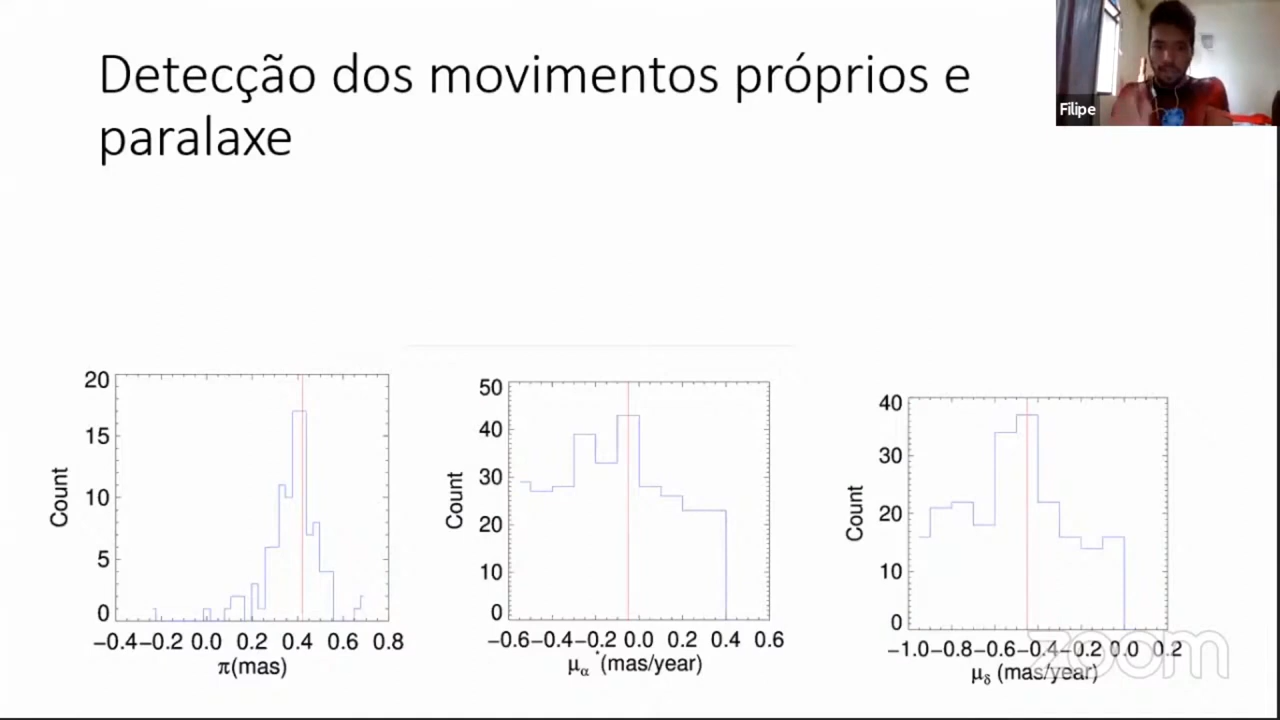 Detecção dos movimentos próprios e
paralaxe
Filipe
20
15
10
5
0
Count
−0.4−0.2 0.0 0.2 0.4 0.6 0.8
π(mas)
50
40
30
20
10
0
Count
−0.6−0.4−0.2 0.0 0.2 0.4 0.6
μα*(mas/year)
40
30
20
10
0
Count
−1.0−0.8−0.6−0.4−0.2 0.0 0.2
μδ (mas/year)
zoom